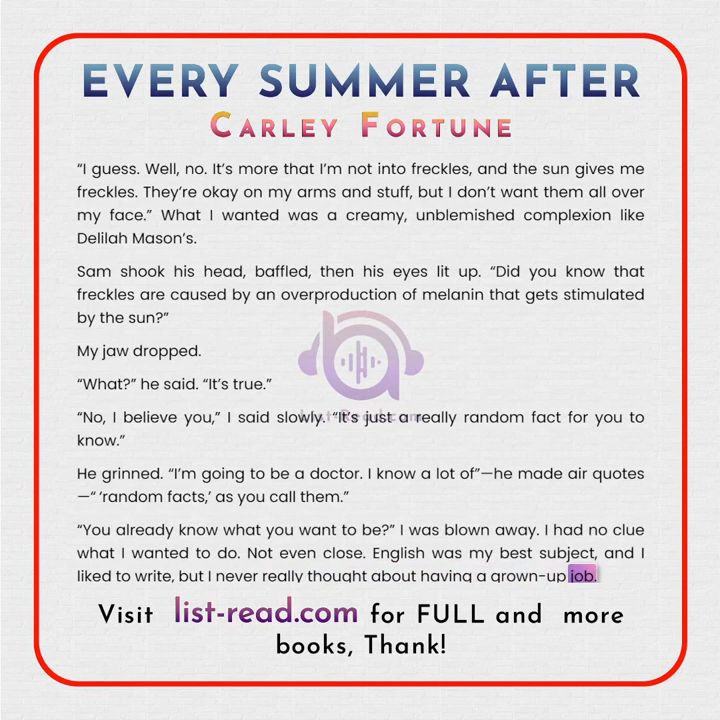 EVERY SUMMER AFTER
CARLEY FORTUNE
“I guess. Well, no. It’s more that I’m not into freckles, and the sun gives me
freckles. They’re okay on my arms and stuff, but I don’t want them all over
my face.” What I wanted was a creamy, unblemished complexion like
Delilah Mason’s.
Sam shook his head, baffled, then his eyes lit up. “Did you know that
freckles are caused by an overproduction of melanin that gets stimulated
by the sun?”
My jaw dropped.
“What?” he said. “It’s true.”
“No, I believe you,” I said slowly. “It’s just a really random fact for you to
know.”
He grinned. “I’m going to be a doctor. I know a lot of”—he made air quotes
—“ ‘random facts,’ as you call them.”
“You already know what you want to be?” I was blown away. I had no clue
what I wanted to do. Not even close. English was my best subject, and I
liked to write, but I never really thought about having a grown-up job.
Visit list-read.com for FULL and more
books, Thank!